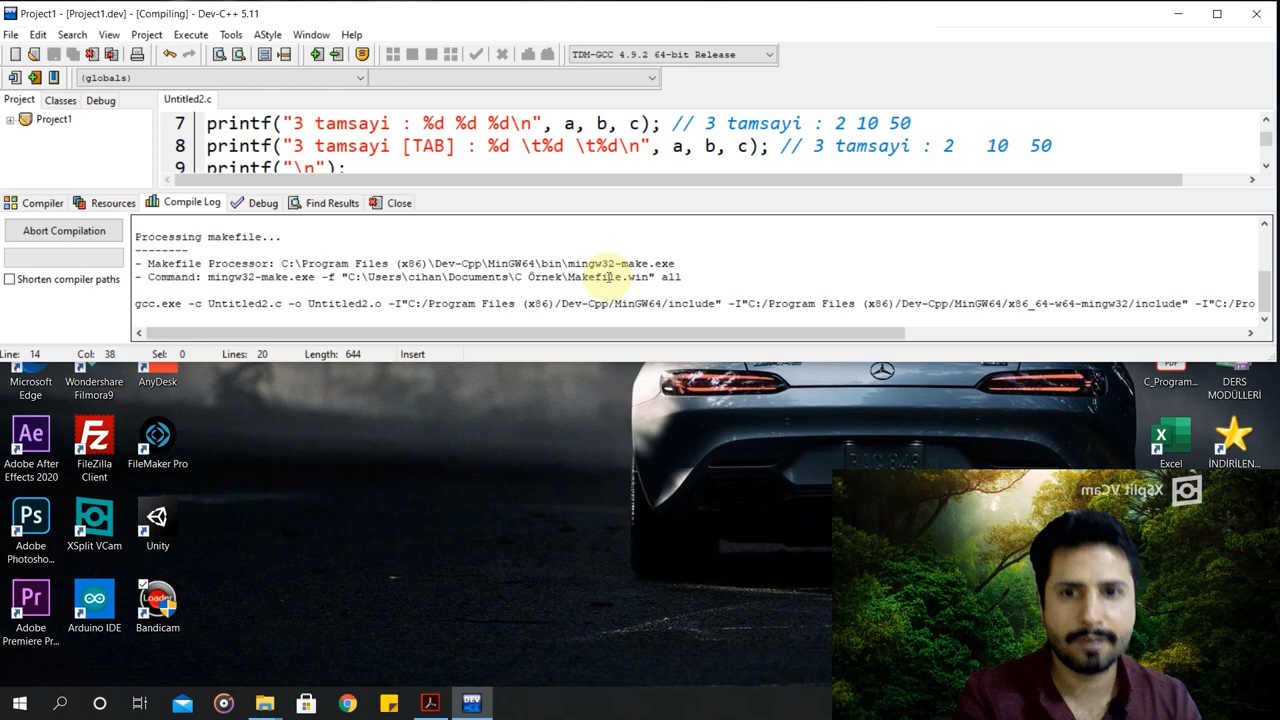 Project1 - [Project1.dev] - [Compiling] - Dev-C++ 5.11
File Edit Search View Project Execute Tools AStyle Window Help
TDM-GCC 4.9.2 64-bit Release
(globals)
Project Classes Debug
Untitled2.c
Project1
7 printf("3 tamsayi : %d %d %d\n", a, b, c); // 3 tamsayi : 2 10 50
8 printf("3 tamsayi [TAB] : %d \t%d \t%d\n", a, b, c); // 3 tamsayi : 2 10 50
9 printf("\n");
Compiler Resources Compile Log Debug Find Results Close
Abort Compilation
Shorten compiler paths
Processing makefile...
--------
- Makefile Processor: C:\Program Files (x86)\Dev-Cpp\MinGW64\bin\mingw32-make.exe
- Command: mingw32-make.exe -f "C:\Users\cihan\Documents\C Örnek\Makefile.win" all
gcc.exe -c Untitled2.c -o Untitled2.o -I"C:/Program Files (x86)/Dev-Cpp/MinGW64/include" -I"C:/Program Files (x86)/Dev-Cpp/MinGW64/x86_64-w64-mingw32/include" -I"C:/Pro
Line: 14 Col: 38 Sel: 0 Lines: 20 Length: 644 Insert
Microsoft Edge
Wondershare Filmora9
AnyDesk
C_Program...
DERS MODÜLLERİ
Adobe After Effects 2020
FileZilla Client
FileMaker Pro
Excel
İNDİRİLEN...
XSplit VCam
Adobe Photosho...
XSplit VCam
Unity
Adobe Premiere Pr...
Arduino IDE
Loader
Bandicam
DEV